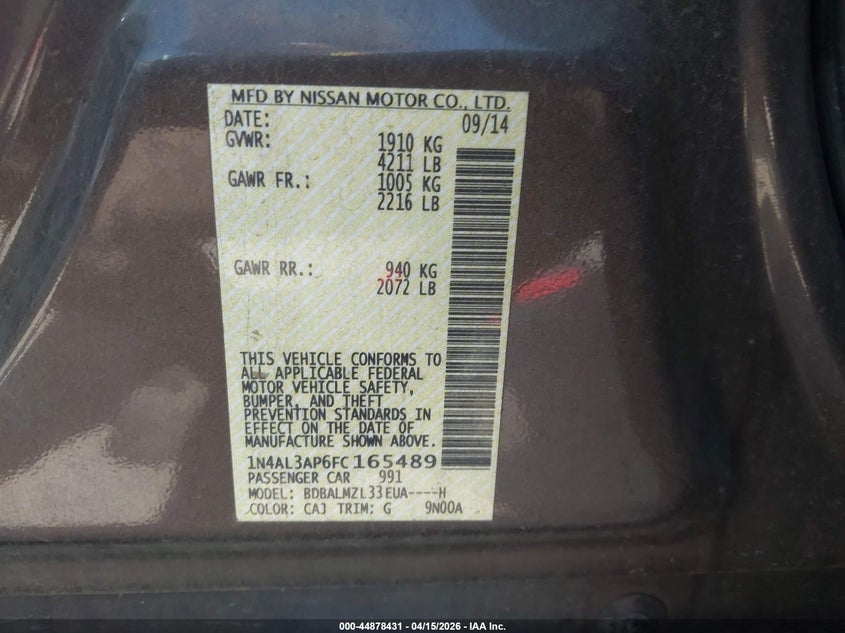 MFD BY NISSAN MOTOR CO., LTD.
DATE: 09/14
GVWR: 1910 KG
4211 LB
GAWR FR.: 1005 KG
2216 LB
GAWR RR.: 940 KG
2072 LB
THIS VEHICLE CONFORMS TO
ALL APPLICABLE FEDERAL
MOTOR VEHICLE SAFETY,
BUMPER, AND THEFT
PREVENTION STANDARDS IN
EFFECT ON THE DATE OF
MANUFACTURE SHOWN ABOVE.
1N4AL3AP6FC165489
PASSENGER CAR 991
MODEL: BDBALMZL33EUA----H
COLOR: CAJ TRIM: G 9N00A
000-44878431 - 04/15/2026 - IAA Inc.